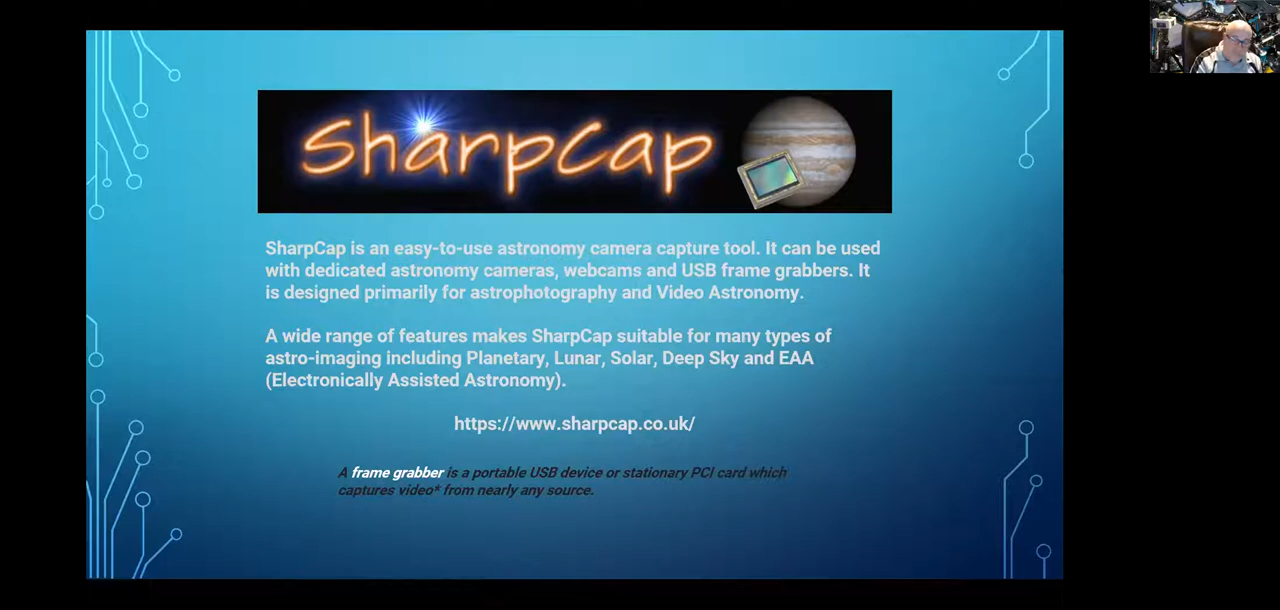 SharpCap
SharpCap is an easy-to-use astronomy camera capture tool. It can be used
with dedicated astronomy cameras, webcams and USB frame grabbers. It
is designed primarily for astrophotography and Video Astronomy.
A wide range of features makes SharpCap suitable for many types of
astro-imaging including Planetary, Lunar, Solar, Deep Sky and EAA
(Electronically Assisted Astronomy).
https://www.sharpcap.co.uk/
A frame grabber is a portable USB device or stationary PCI card which
captures video* from nearly any source.